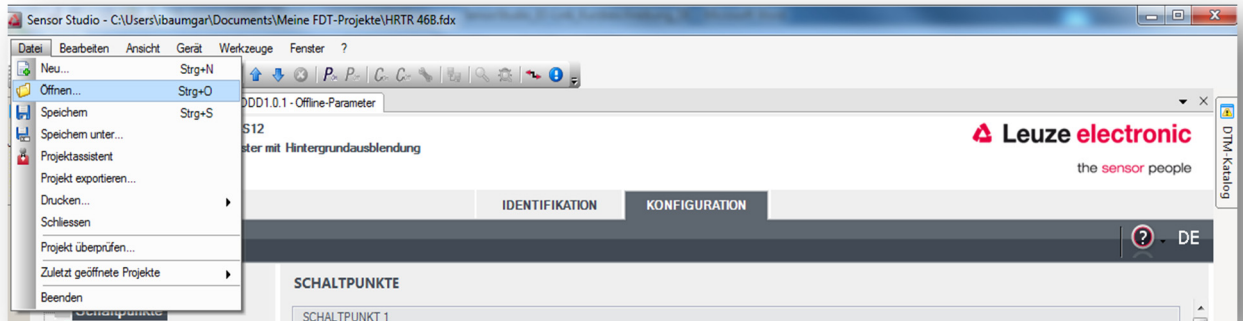 Sensor Studio - C:\Users\ibaumgar\Documents\Meine FDT-Projekte\HRTR 46B.fdx
Datei Bearbeiten Ansicht Gerät Werkzeuge Fenster ?
Neu... Strg+N
Öffnen... Strg+O
Speichern Strg+S
Speichern unter...
Projektassistent
Projekt exportieren...
Drucken...
Schliessen
Projekt überprüfen...
Zuletzt geöffnete Projekte
Beenden
DDD1.0.1 - Offline-Parameter
S12
ster mit Hintergrundausblendung
Leuze electronic
the sensor people
DTM-Katalog
IDENTIFIKATION KONFIGURATION
? DE
Schaltpunkte
SCHALTPUNKTE
SCHALTPUNKT 1